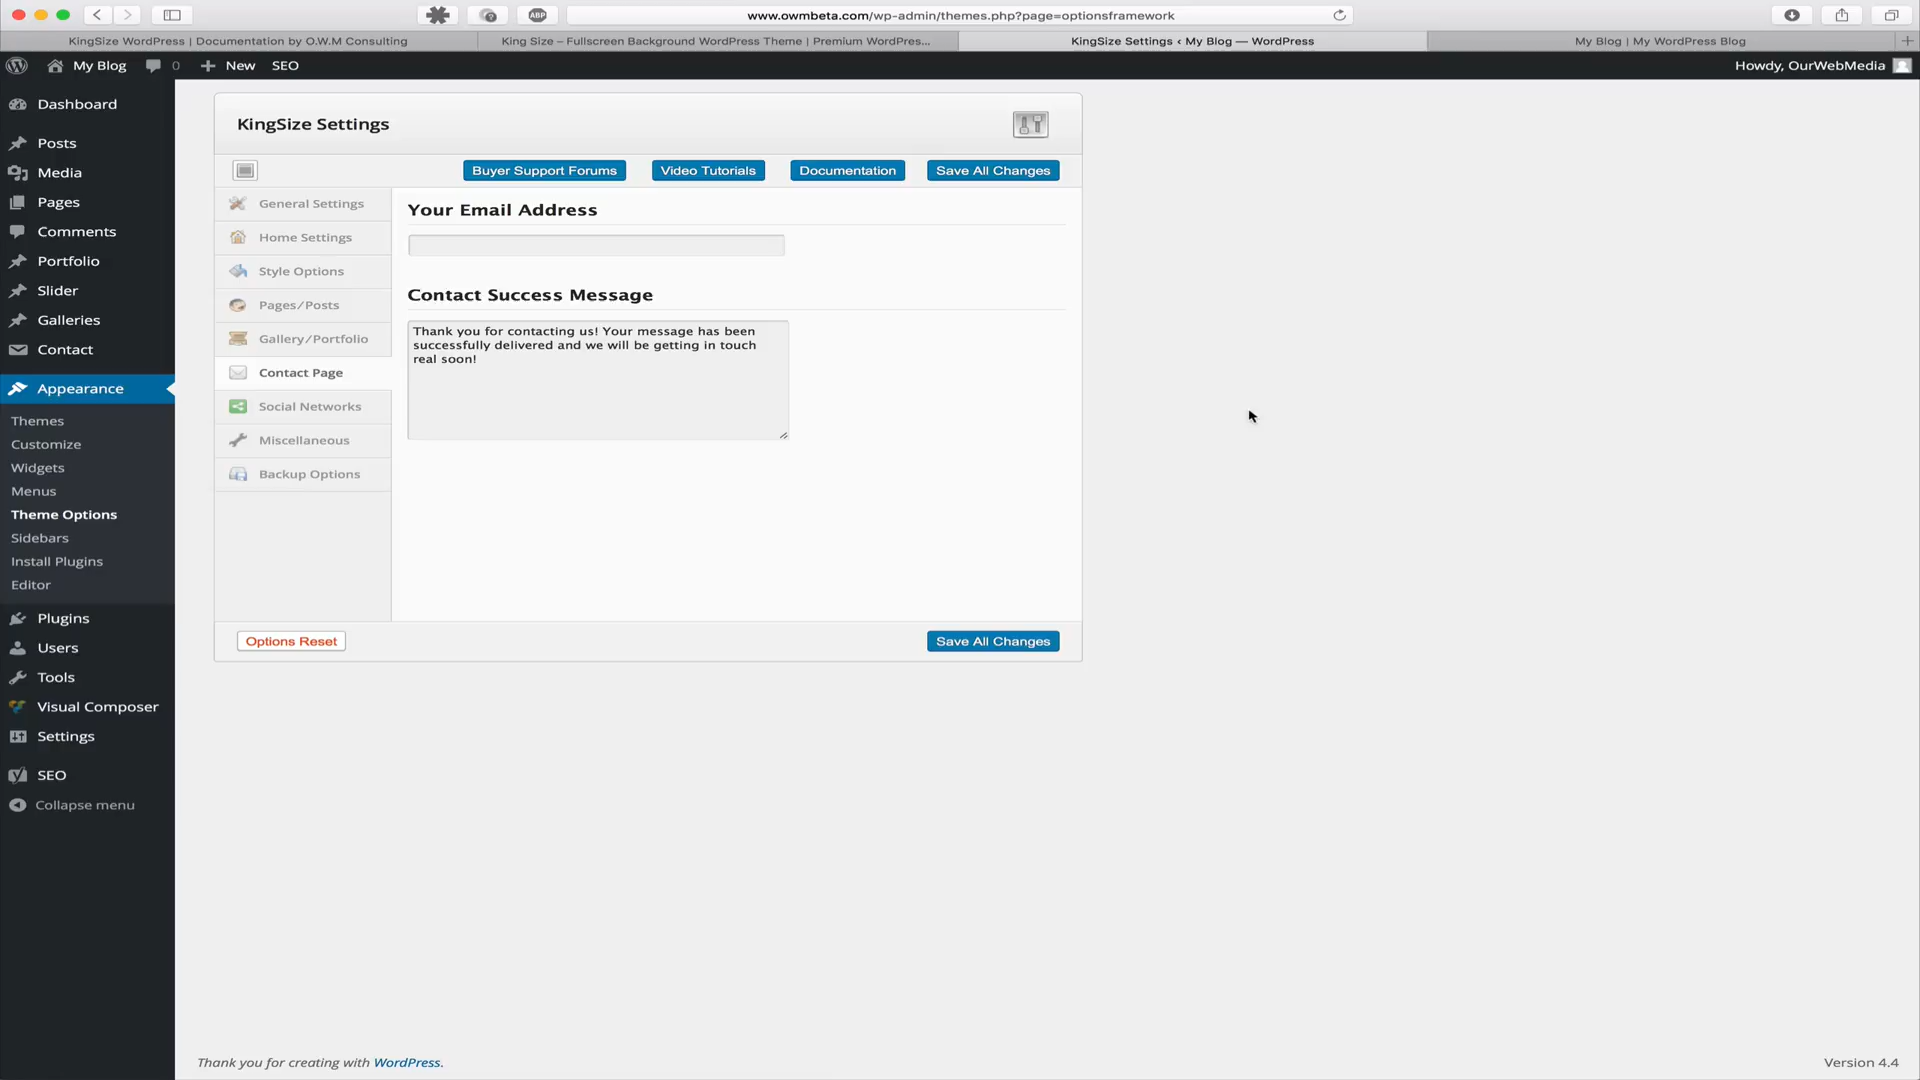 www.owmbeta.com/wp-admin/themes.php?page=optionsframework
ABP
KingSize WordPress | Documentation by O.W.M Consulting
King Size – Fullscreen Background WordPress Theme | Premium WordPres...
KingSize Settings ‹ My Blog — WordPress
My Blog | My WordPress Blog
My Blog
0
New
SEO
Howdy, OurWebMedia
Dashboard
Posts
Media
Pages
Comments
Portfolio
Slider
Galleries
Contact
Appearance
Themes
Customize
Widgets
Menus
Theme Options
Sidebars
Install Plugins
Editor
Plugins
Users
Tools
Visual Composer
Settings
SEO
Collapse menu
KingSize Settings
Buyer Support Forums
Video Tutorials
Documentation
Save All Changes
General Settings
Home Settings
Style Options
Pages/Posts
Gallery/Portfolio
Contact Page
Social Networks
Miscellaneous
Backup Options
Your Email Address
Contact Success Message
Thank you for contacting us! Your message has been
successfully delivered and we will be getting in touch
real soon!
Options Reset
Save All Changes
Thank you for creating with WordPress.
Version 4.4